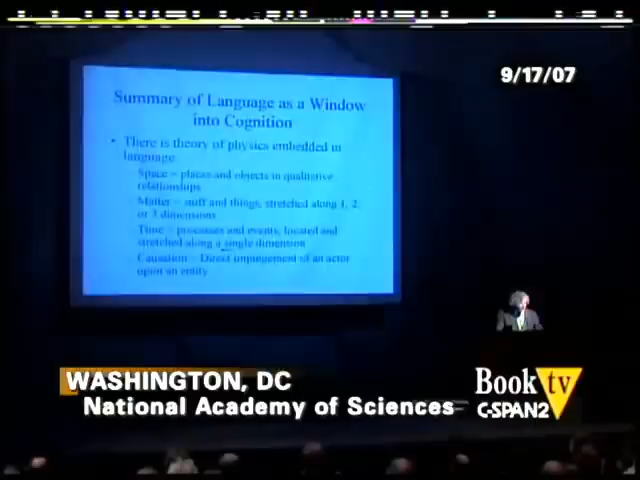 9/17/07
Summary of Language as a Window
into Cognition
• There is theory of physics embedded in
language:
Space – places and objects in qualitative
relationships
Matter – stuff and things, stretched along 1, 2,
or 3 dimensions
Time – processes and events, located and
stretched along a single dimension
Causation – Direct impingement of an actor
upon an entity
WASHINGTON, DC
National Academy of Sciences
Book tv
C-SPAN2